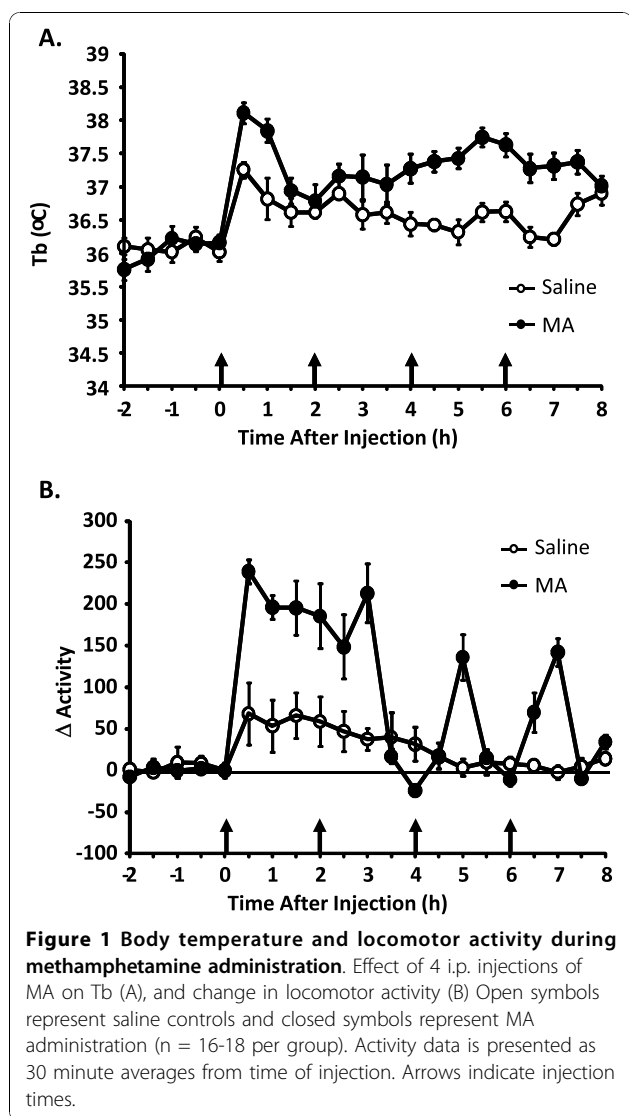 A.
39
38
37.5
37
36.5
36
35.5
35
34
Tb (oC)
Saline
MA
-2 -1 0 1 2 3 4 5 6 7 8
Time After Injection (h)
B.
300
250
200
150
100
50
0
-50
-100
Δ Activity
Saline
MA
-2 -1 0 1 2 3 4 5 6 7 8
Time After Injection (h)
Figure 1 Body temperature and locomotor activity during
methamphetamine administration. Effect of 4 i.p. injections of
MA on Tb (A), and change in locomotor activity (B) Open symbols
represent saline controls and closed symbols represent MA
administration (n = 16-18 per group). Activity data is presented as
30 minute averages from time of injection. Arrows indicate injection
times.